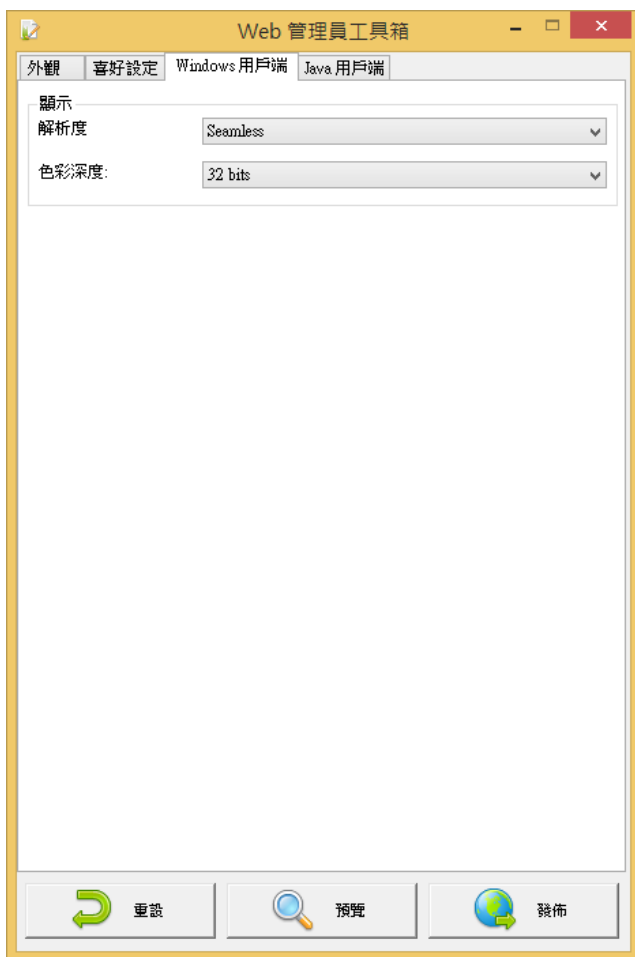 Web 管理員工具箱
外觀 喜好設定 Windows 用戶端 Java 用戶端
顯示
解析度 Seamless
色彩深度: 32 bits
重設 預覽 發佈